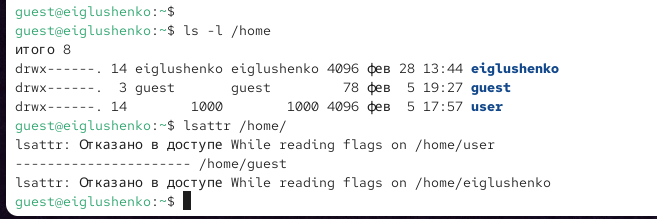 guest@eiglushenko:~$
guest@eiglushenko:~$ ls -l /home
итого 8
drwx------. 14 eiglushenko eiglushenko 4096 фев 28 13:44 eiglushenko
drwx------.  3 guest       guest         78 фев  5 19:27 guest
drwx------. 14        1000        1000 4096 фев  5 17:57 user
guest@eiglushenko:~$ lsattr /home/
lsattr: Отказано в доступе While reading flags on /home/user
---------------------- /home/guest
lsattr: Отказано в доступе While reading flags on /home/eiglushenko
guest@eiglushenko:~$